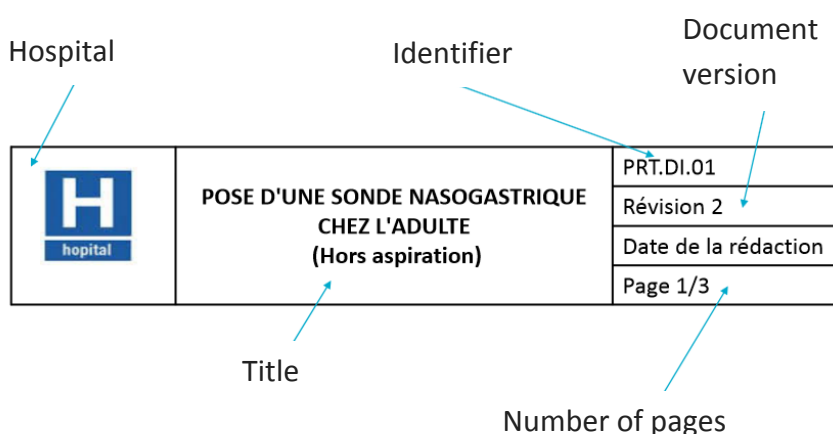 Hospital
Identifier
Document
version
H
hopital
POSE D'UNE SONDE NASOGASTRIQUE
CHEZ L'ADULTE
(Hors aspiration)
PRT.DI.01
Révision 2
Date de la rédaction
Page 1/3
Title
Number of pages